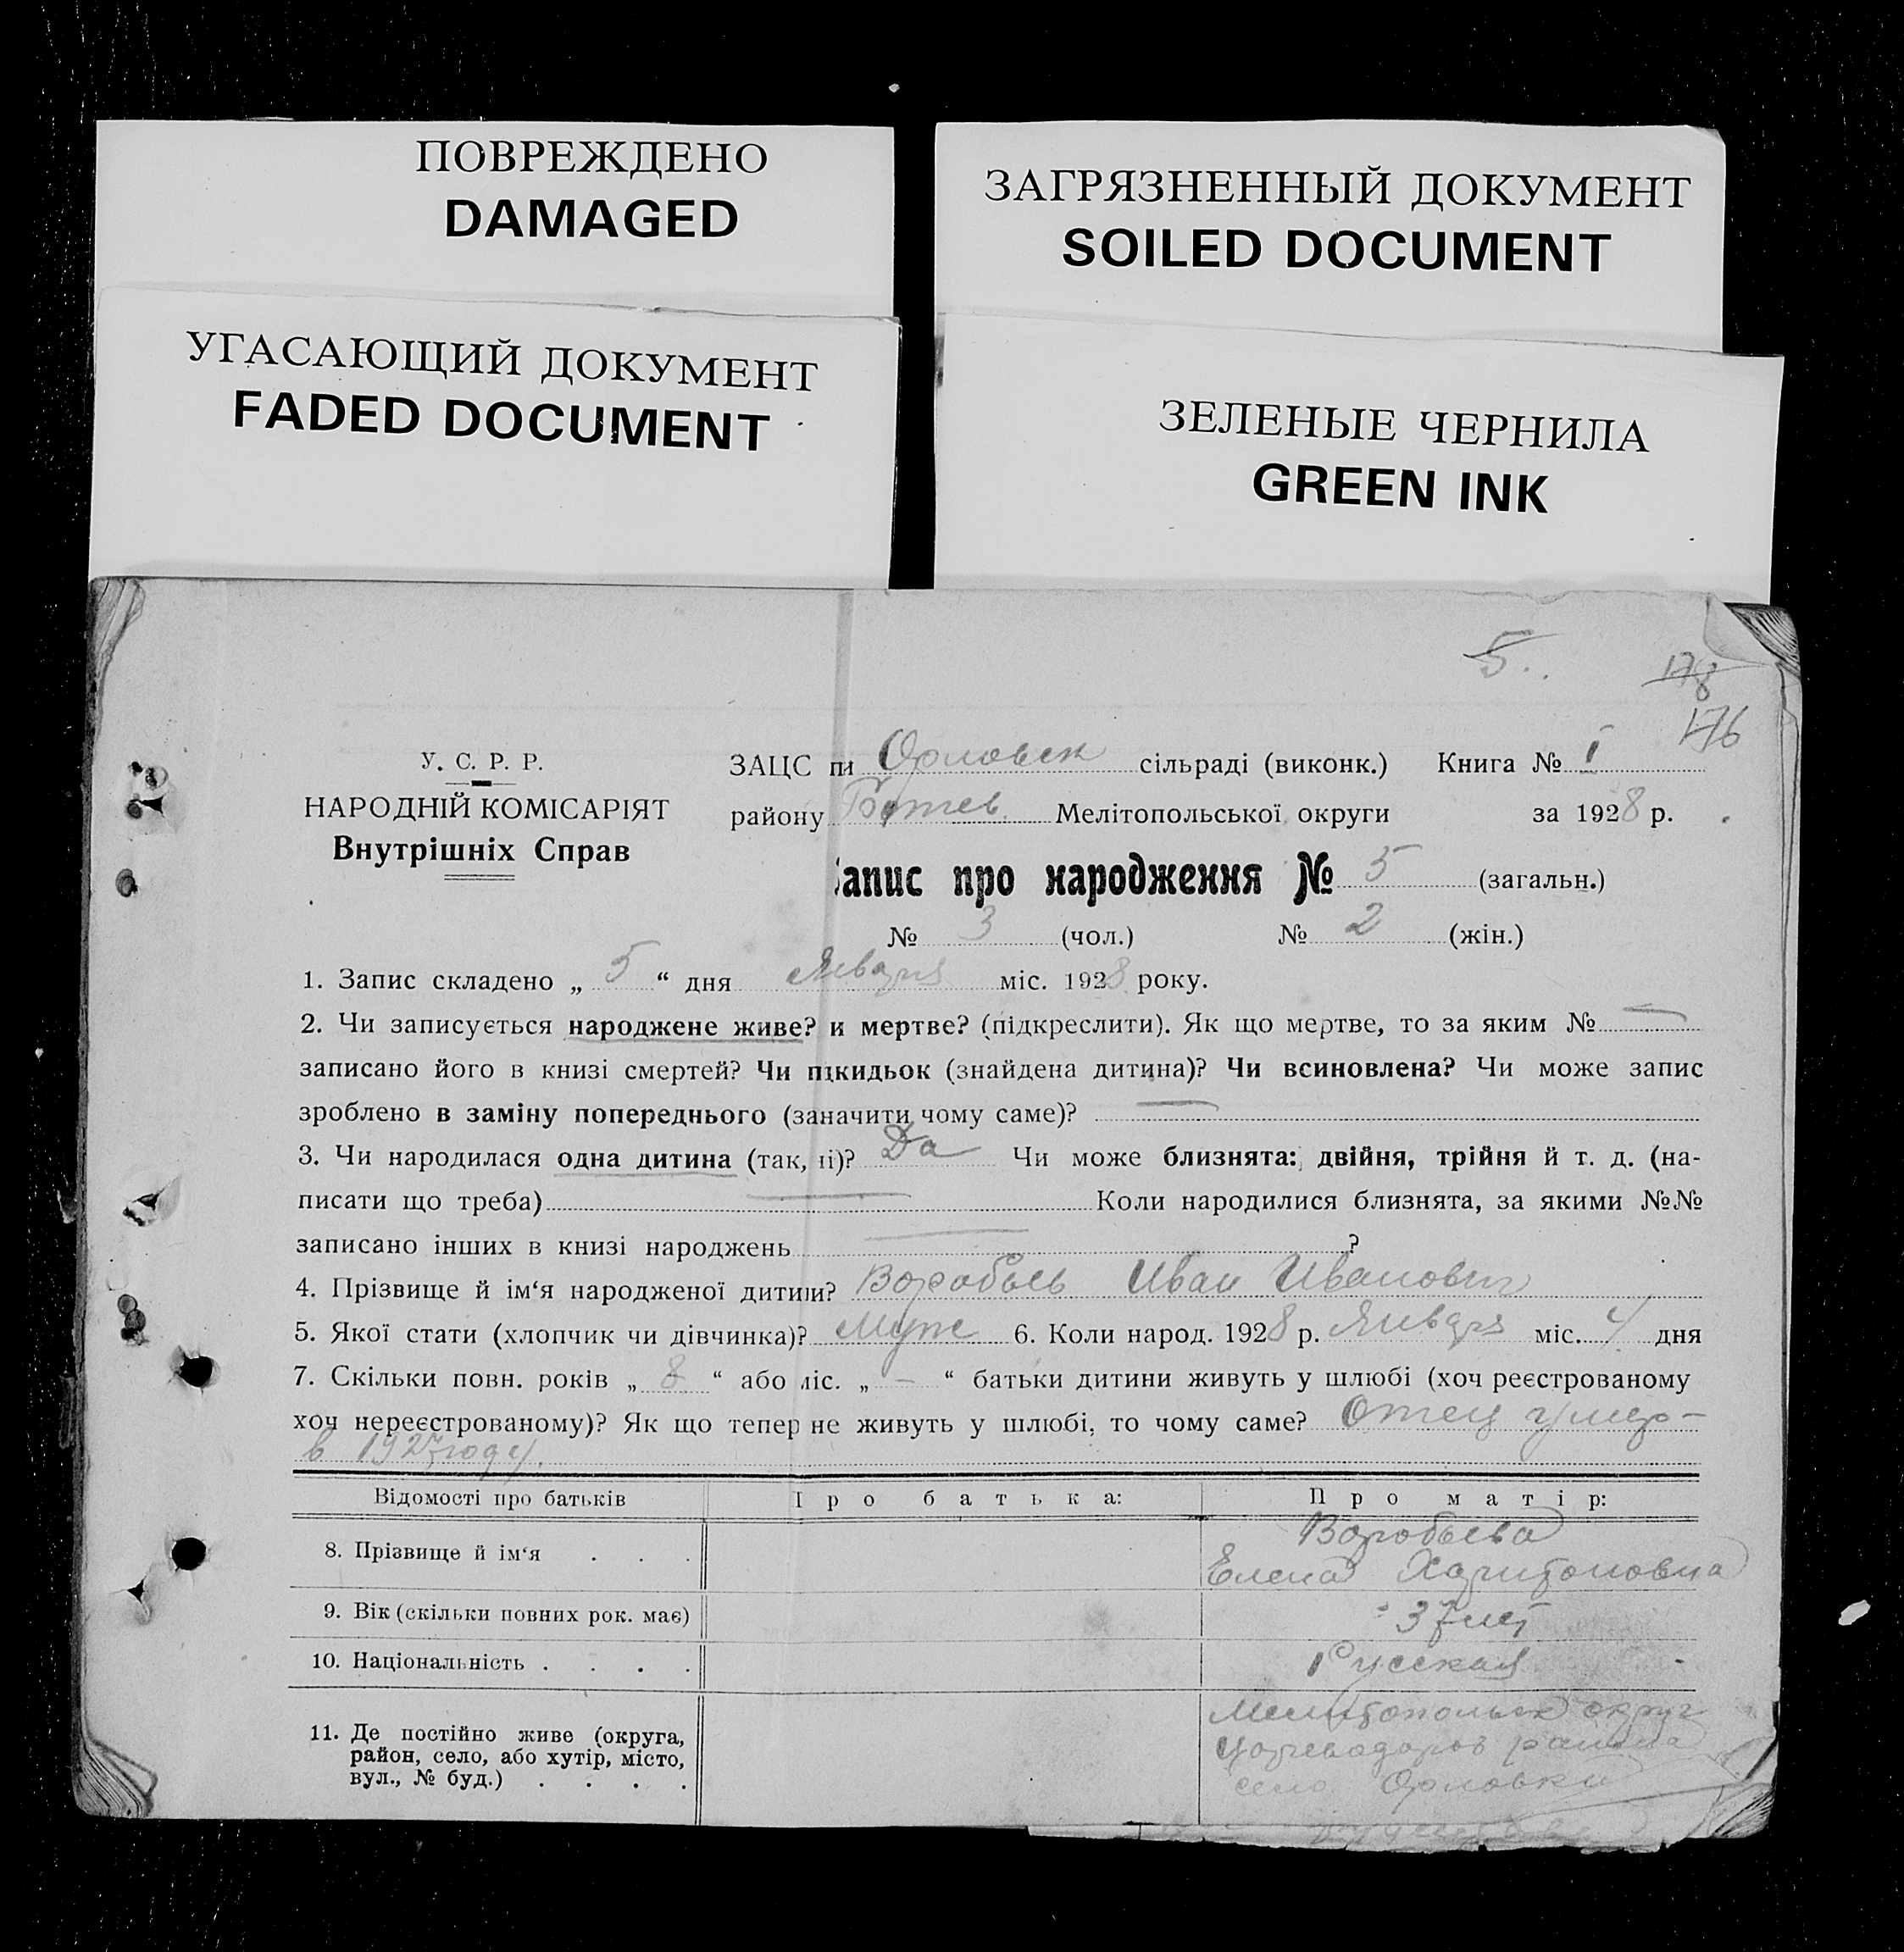 ПОВРЕЖДЕНО
DAMAGED
ЗАГРЯЗНЕННЫЙ ДОКУМЕНТ
SOILED DOCUMENT
УГАСАЮЩИЙ ДОКУМЕНТ
FADED DOCUMENT
ЗЕЛЕНЫЕ ЧЕРНИЛА
GREEN INK
5.
178
176
У. С. Р. Р.
НАРОДНІЙ КОМІСАРІЯТ
Внутрішніх Справ
ЗАЦС пи Орловск сільраді (виконк.) Книга № I
району Мелітопольської округи за 1928 р.
Запис про народження № 5 (загальн.)
№ 3 (чол.) № 2 (жін.)
1. Запис складено „ 5 “ дня Января міс. 1928 року.
2. Чи записується народжене живе? и мертве? (підкреслити). Як що мертве, то за яким № —
записано його в книзі смертей? Чи підкидьок (знайдена дитина)? Чи всиновлена? Чи може запис
зроблено в заміну попереднього (заначити чому саме)? —
3. Чи народилася одна дитина (так, ні)? Да Чи може близнята: двійня, трійня й т. д. (на-
писати що треба) — Коли народилися близнята, за якими №№
записано інших в книзі народжень — ?
4. Прізвище й ім‘я народженої дитини? Воробьев Иван Иванович
5. Якої стати (хлопчик чи дівчинка)? Муж 6. Коли народ. 1928 р. Января міс. 4 дня
7. Скільки повн. років „ 8 “ або міс. „ — “ батьки дитини живуть у шлюбі (хоч реєстрованому
хоч нереєстрованому)? Як що тепер не живуть у шлюбі, то чому саме? Отец умер —
в 1927 году.
Відомості про батьків Про батька: Про матір:
8. Прізвище й ім‘я . . . Воробьева
Елена Харитоновна
9. Вік (скільки повних рок. має) 37 лет
10. Національність . . . . Русская
11. Де постійно живе (округа,
район, село, або хутір, місто,
вул., № буд.) . . . .
Мелитопольск округ
района
село Орловки